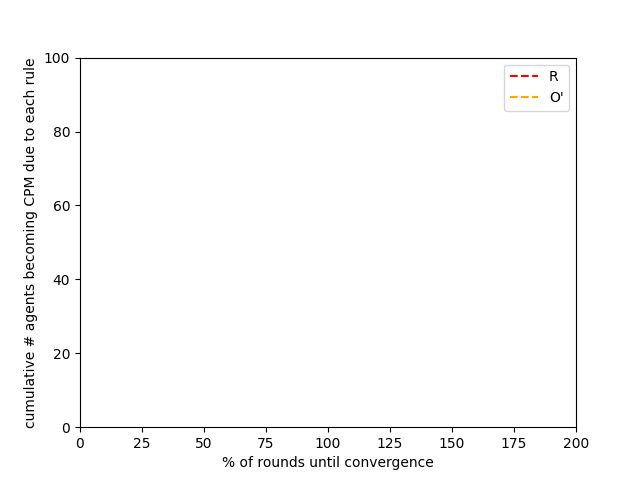 cumulative # agents becoming CPM due to each rule
100
80
60
40
20
0
R
O'
0 25 50 75 100 125 150 175 200
% of rounds until convergence